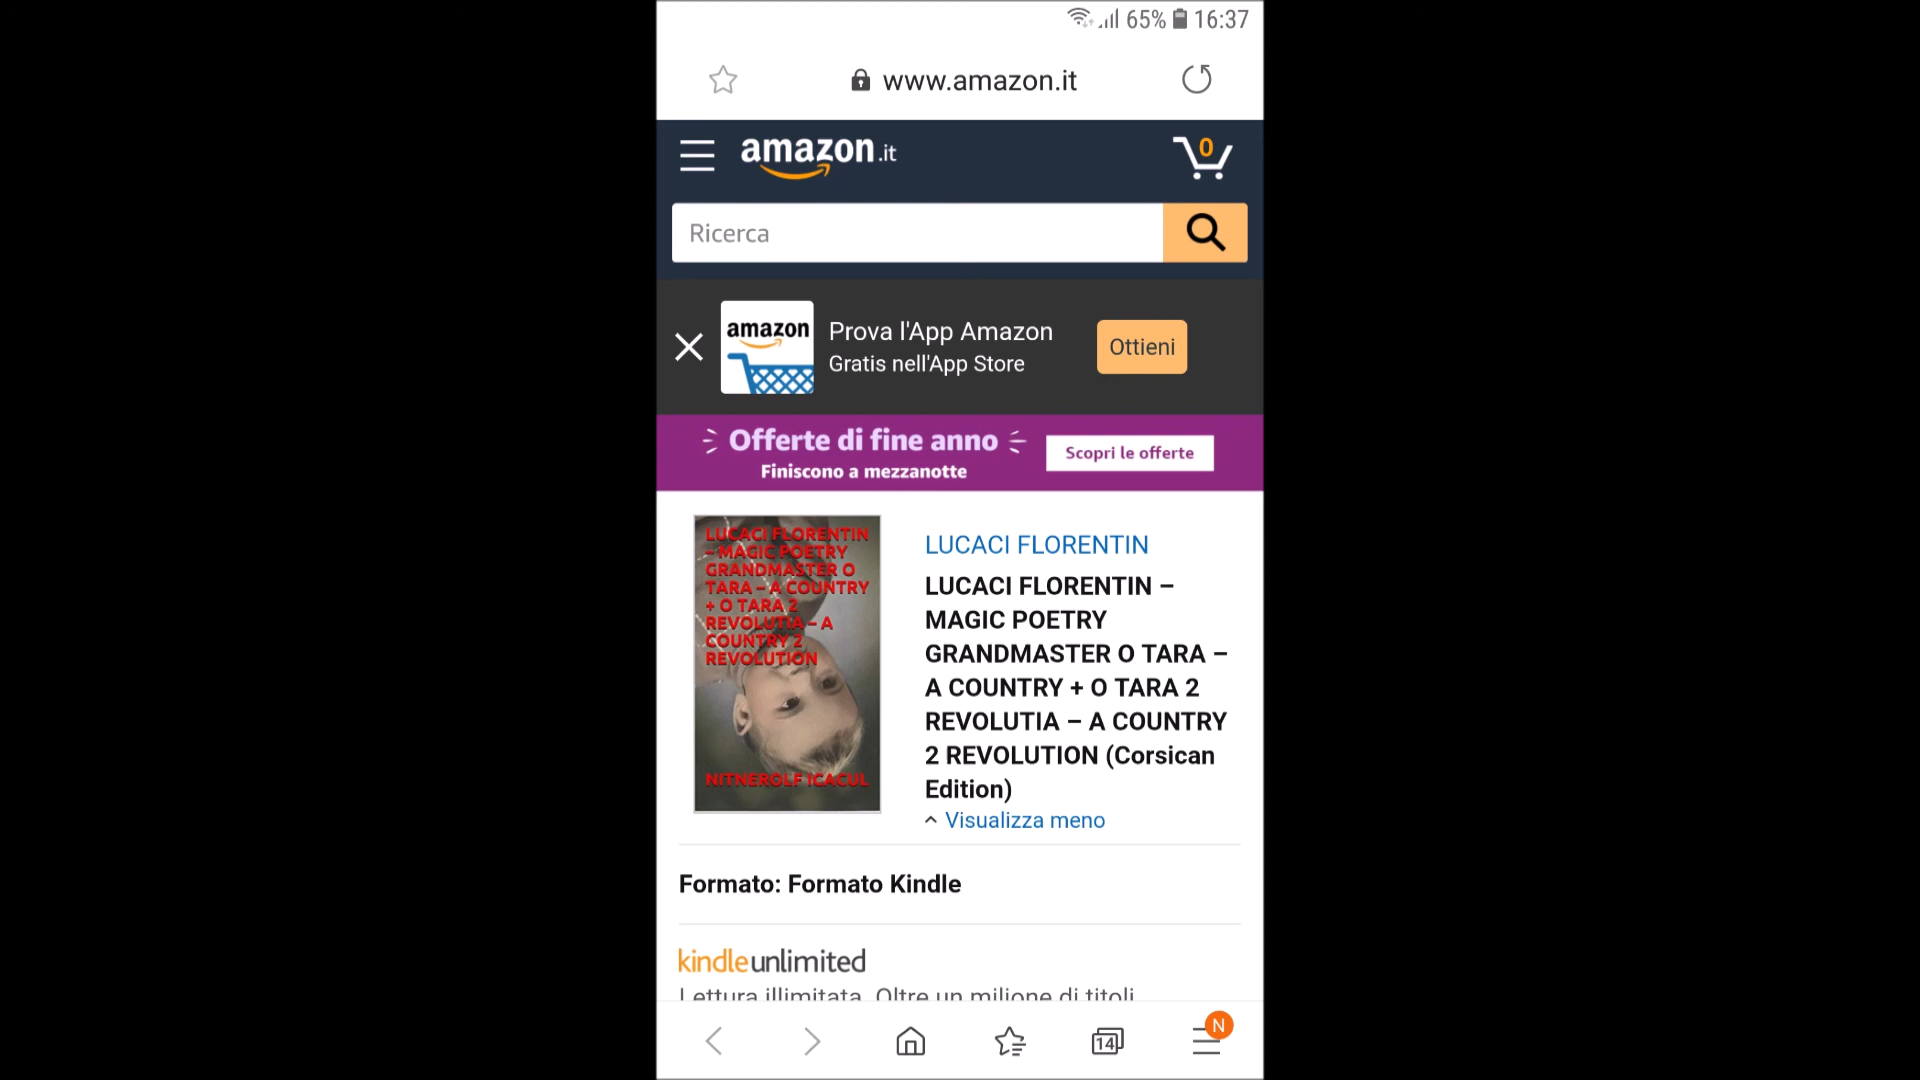 65% 16:37
www.amazon.it
amazon.it
0
Ricerca
amazon
Prova l'App Amazon
Gratis nell'App Store
Ottieni
Offerte di fine anno
Finiscono a mezzanotte
Scopri le offerte
LUCACI FLORENTIN
– MAGIC POETRY
GRANDMASTER O
TARA – A COUNTRY
+ O TARA 2
REVOLUTIA – A
COUNTRY 2
REVOLUTION
NITNEROLF ICACUL
LUCACI FLORENTIN
LUCACI FLORENTIN –
MAGIC POETRY
GRANDMASTER O TARA –
A COUNTRY + O TARA 2
REVOLUTIA – A COUNTRY
2 REVOLUTION (Corsican
Edition)
Visualizza meno
Formato: Formato Kindle
kindleunlimited
Lettura illimitata. Oltre un milione di titoli
14
N